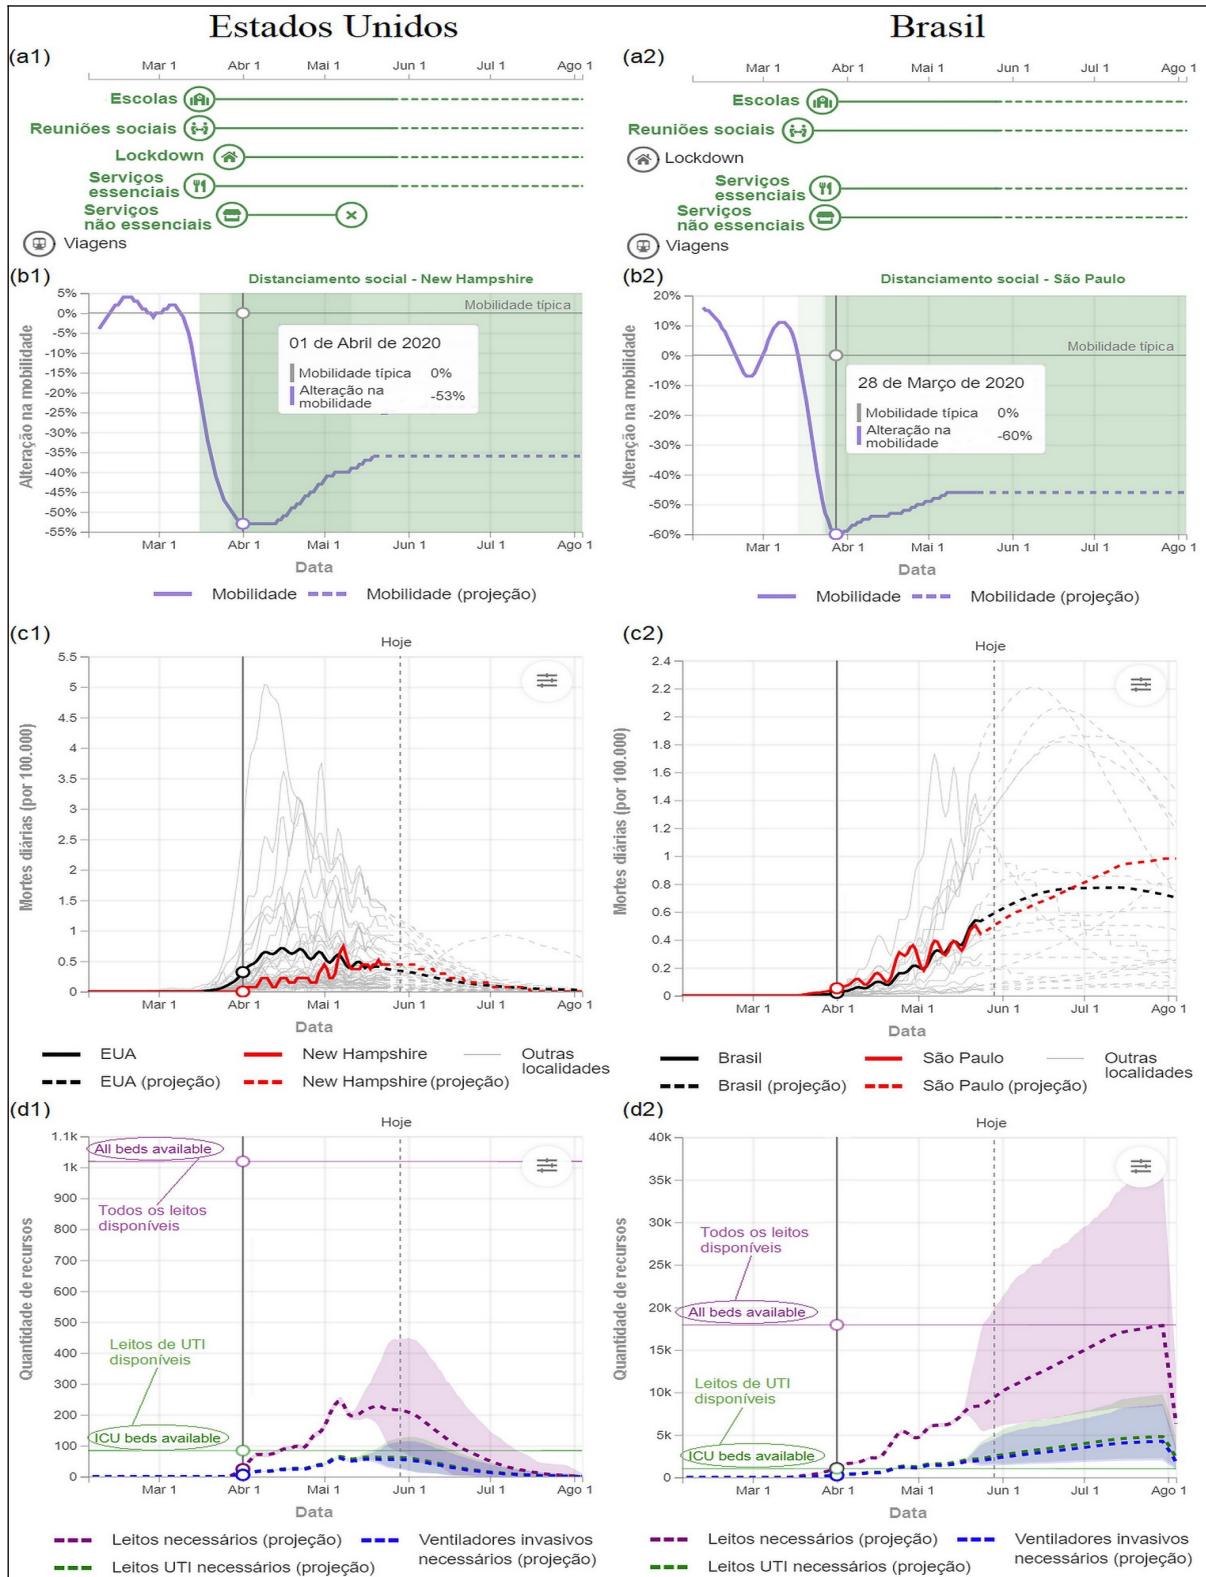 Estados Unidos
(a1)
Mar 1 Abr 1 Mai 1 Jun 1 Jul 1 Ago 1
Escolas
Reuniões sociais
Lockdown
Serviços
essenciais
Serviços
não essenciais
Viagens
(b1)
Distanciamento social - New Hampshire
Alteração na mobilidade
5%
0%
-5%
-10%
-15%
-20%
-25%
-30%
-35%
-40%
-45%
-50%
-55%
Mobilidade típica
01 de Abril de 2020
Mobilidade típica 0%
Alteração na
mobilidade -53%
Mar 1 Abr 1 Mai 1 Jun 1 Jul 1 Ago 1
Data
Mobilidade Mobilidade (projeção)
(c1)
Hoje
Mortes diárias (por 100.000)
5.5
5
4.5
4
3.5
3
2.5
2
1.5
1
0.5
0
Mar 1 Abr 1 Mai 1 Jun 1 Jul 1 Ago 1
Data
EUA New Hampshire Outras
localidades
EUA (projeção) New Hampshire (projeção)
(d1)
Hoje
Quantidade de recursos
1.1k
1k
900
800
700
600
500
400
300
200
100
0
All beds available
Todos os leitos
disponíveis
Leitos de UTI
disponíveis
ICU beds available
Mar 1 Abr 1 Mai 1 Jun 1 Jul 1 Ago 1
Data
Leitos necessários (projeção) Ventiladores invasivos
necessários (projeção)
Leitos UTI necessários (projeção)
Brasil
(a2)
Mar 1 Abr 1 Mai 1 Jun 1 Jul 1 Ago 1
Escolas
Reuniões sociais
Lockdown
Serviços
essenciais
Serviços
não essenciais
Viagens
(b2)
Distanciamento social - São Paulo
Alteração na mobilidade
20%
10%
0%
-10%
-20%
-30%
-40%
-50%
-60%
Mobilidade típica
28 de Março de 2020
Mobilidade típica 0%
Alteração na
mobilidade -60%
Mar 1 Abr 1 Mai 1 Jun 1 Jul 1 Ago 1
Data
Mobilidade Mobilidade (projeção)
(c2)
Hoje
Mortes diárias (por 100.000)
2.4
2.2
2
1.8
1.6
1.4
1.2
1
0.8
0.6
0.4
0.2
0
Mar 1 Abr 1 Mai 1 Jun 1 Jul 1 Ago 1
Data
Brasil São Paulo Outras
localidades
Brasil (projeção) São Paulo (projeção)
(d2)
Hoje
Quantidade de recursos
40k
35k
30k
25k
20k
15k
10k
5k
0
Todos os leitos
disponíveis
All beds available
Leitos de UTI
disponíveis
ICU beds available
Mar 1 Abr 1 Mai 1 Jun 1 Jul 1 Ago 1
Data
Leitos necessários (projeção) Ventiladores invasivos
necessários (projeção)
Leitos UTI necessários (projeção)